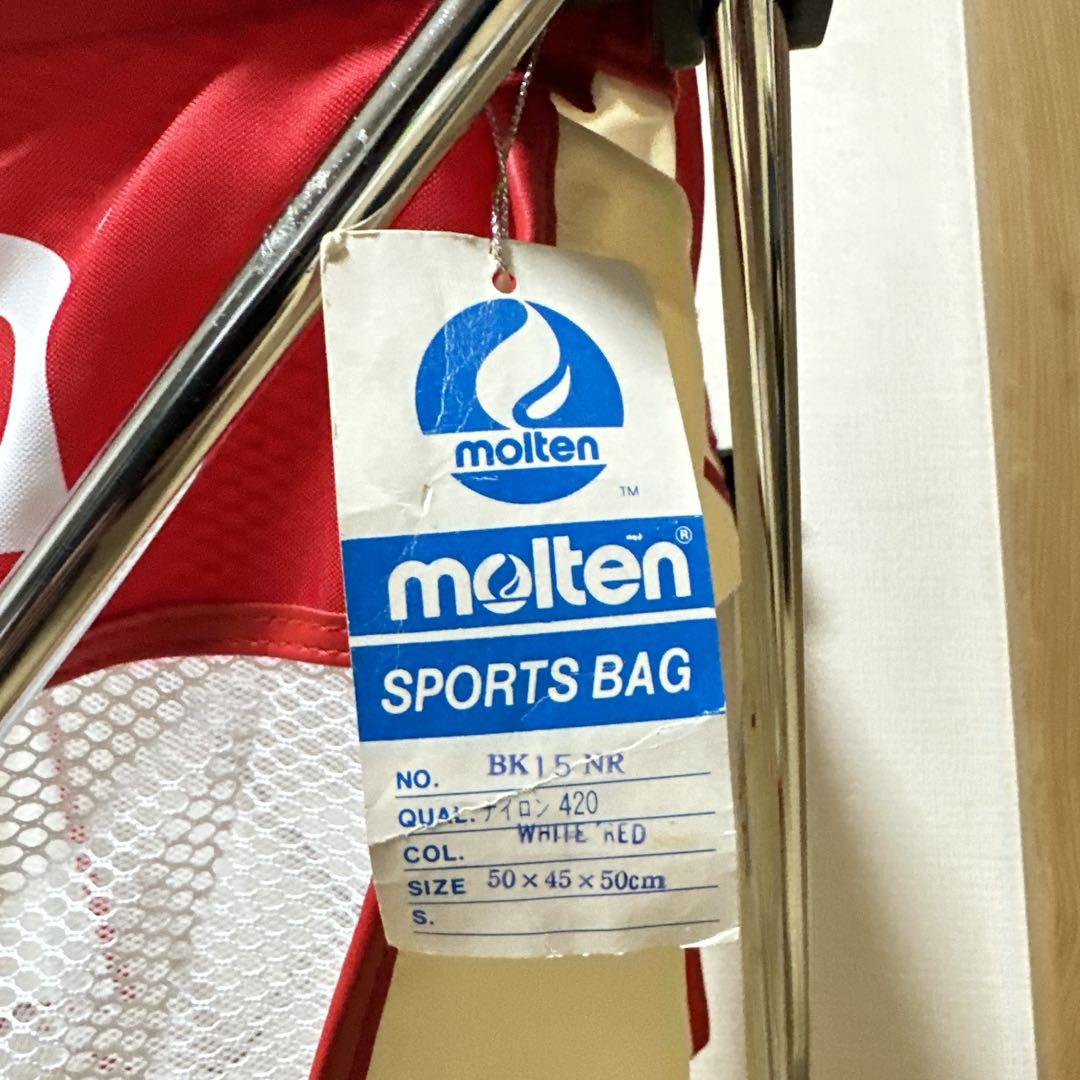 molten
TM
molten®
SPORTS BAG
NO. BK15 NR
QUAL. ナイロン 420
COL. WHITE RED
SIZE 50×45×50cm
S.